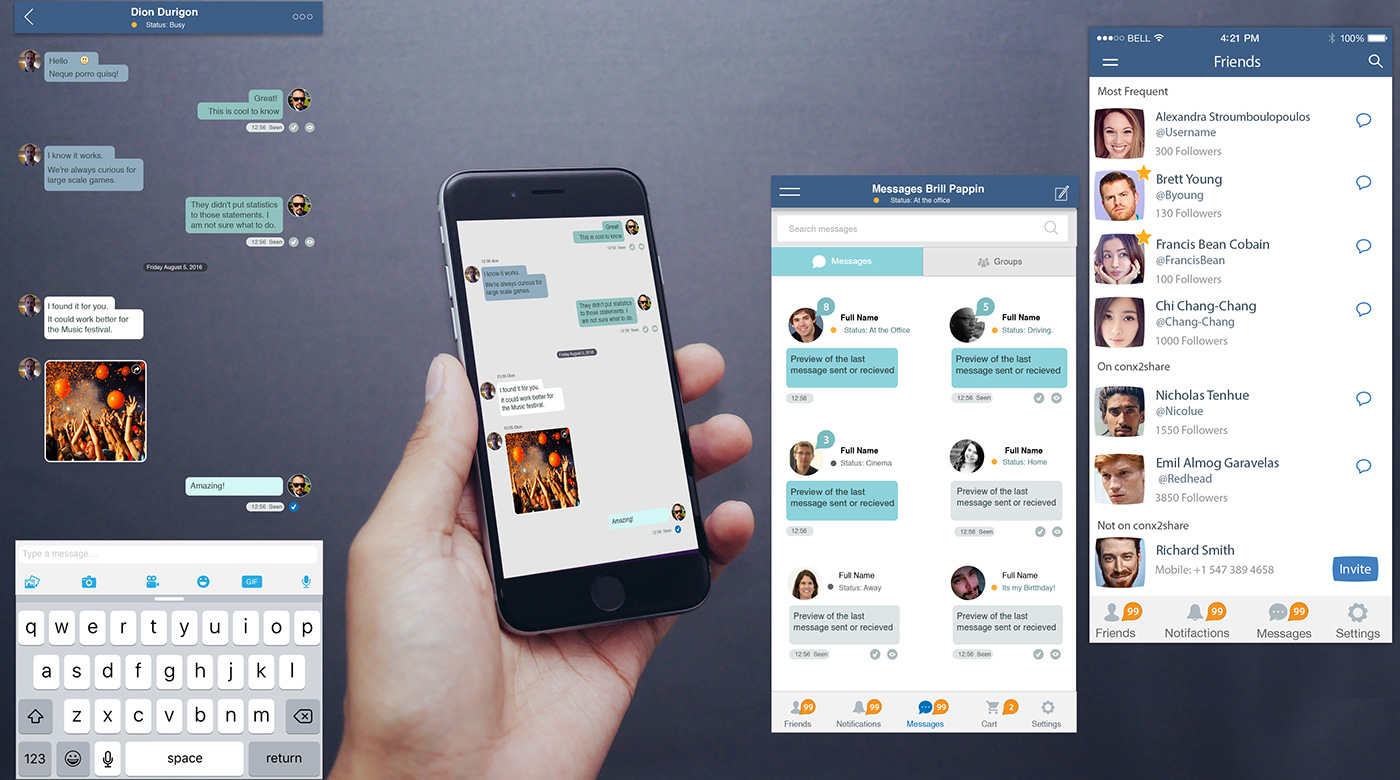 Dion Durigon
Status: Busy
Hello
Neque porro quisq!
Great!
This is cool to know
12:56 Seen
I know it works.
We're always curious for
large scale games.
They didn't put statistics
to those statements. I
am not sure what to do.
12:56 Seen
Friday August 5, 2016
I found it for you.
It could work better for
the Music festival.
Amazing!
12:56 Seen
Type a message....
GIF
q w e r t y u i o p
a s d f g h j k l
z x c v b n m
123 space return
Great!
This is cool to know
12:56 Seen
12:56 dion
I know it works.
We're always curious for
large scale games.
They didn't put statistics
to those statements. I
am not sure what to do.
12:56 Seen
Friday August 5, 2016
11:05 Dion
I found it for you.
It could work better for
the Music festival.
11:05 Dion
Amazing!
12:56 Seen
Messages Brill Pappin
Status: At the office
Search messages
Messages Groups
8
Full Name
Status: At the Office
Preview of the last
message sent or recieved
12:56
5
Full Name
Status: Driving.
Preview of the last
message sent or recieved
12:56 Seen
3
Full Name
Status: Cinema
Preview of the last
message sent or recieved
12:56
Full Name
Status: Home
Preview of the last
message sent or recieved
12:56 Seen
Full Name
Status: Away
Preview of the last
message sent or recieved
12:56 Seen
Full Name
Status: Its my Birtthday!
Preview of the last
message sent or recieved
12:56 Seen
99 99 99 2
Friends Notifications Messages Cart Settings
BELL 4:21 PM 100%
Friends
Most Frequent
Alexandra Stroumboulopoulos
@Username
300 Followers
Brett Young
@Byoung
130 Followers
Francis Bean Cobain
@FrancisBean
100 Followers
Chi Chang-Chang
@Chang-Chang
1000 Followers
On conx2share
Nicholas Tenhue
@Nicolue
1550 Followers
Emil Almog Garavelas
@Redhead
3850 Followers
Not on conx2share
Richard Smith
Mobile: +1 547 389 4658
Invite
99 99 99
Friends Notifactions Messages Settings